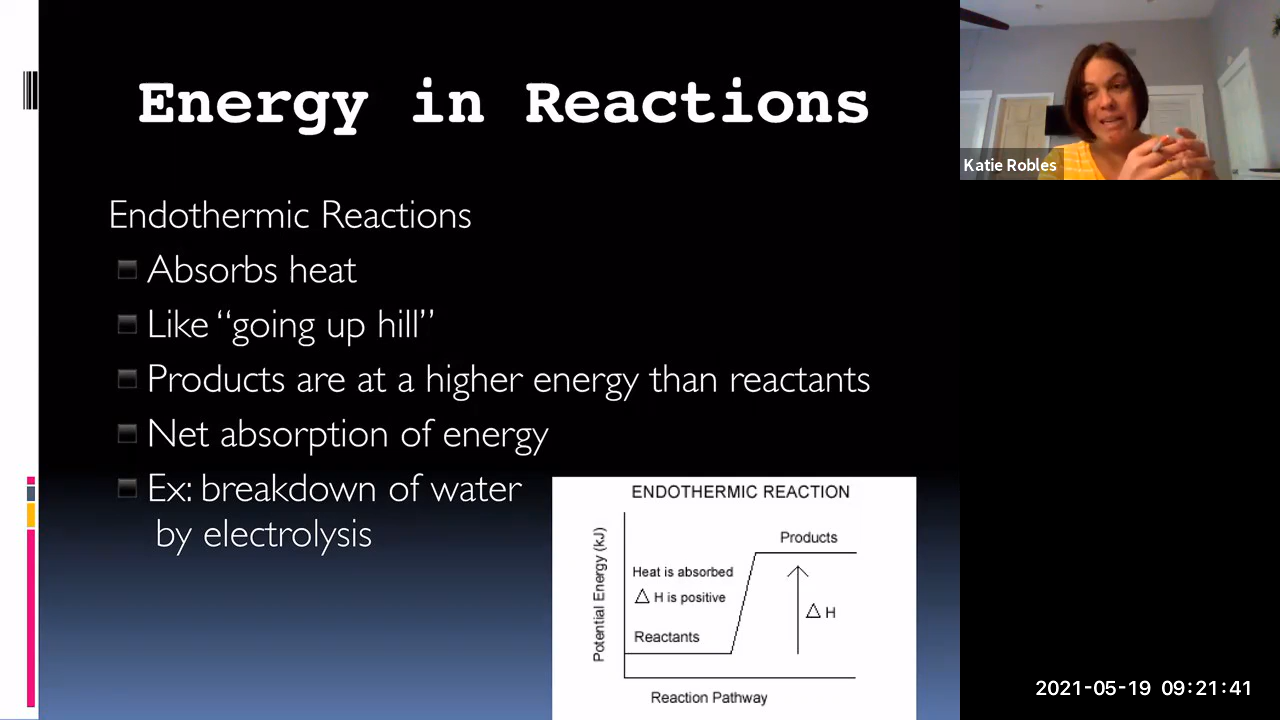 Energy in Reactions
Endothermic Reactions
Absorbs heat
Like “going up hill”
Products are at a higher energy than reactants
Net absorption of energy
Ex: breakdown of water
by electrolysis
ENDOTHERMIC REACTION
Potential Energy (kJ)
Products
Heat is absorbed
△ H is positive
△ H
Reactants
Reaction Pathway
Katie Robles
2021-05-19 09:21:41